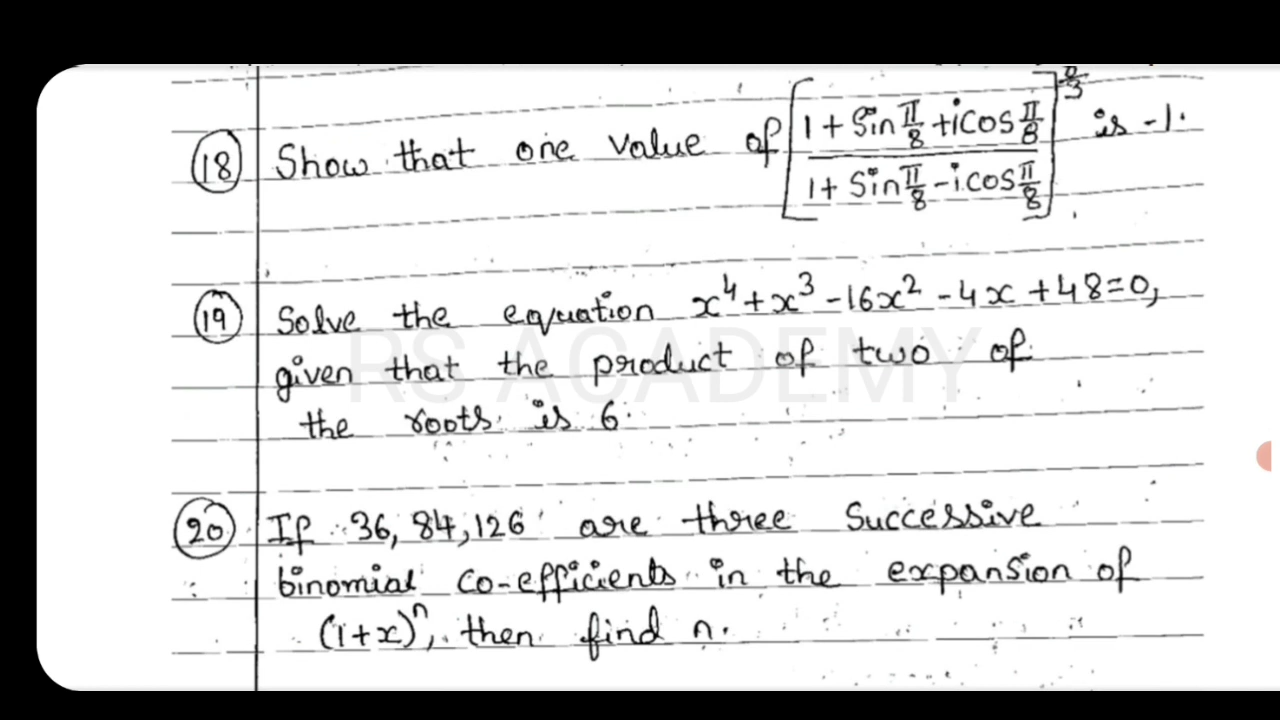 (18) Show that one value of [(1 + Sin π/8 + i cos π/8) / (1 + Sin π/8 - i cos π/8)]^(8/3) is -1.
(19) Solve the equation x⁴ + x³ - 16x² - 4x + 48 = 0,
given that the product of two of
the roots is 6.
RS ACADEMY
(20) If 36, 84, 126 are three Successive
binomial co-efficients in the expansion of
(1+x)ⁿ, then find n.